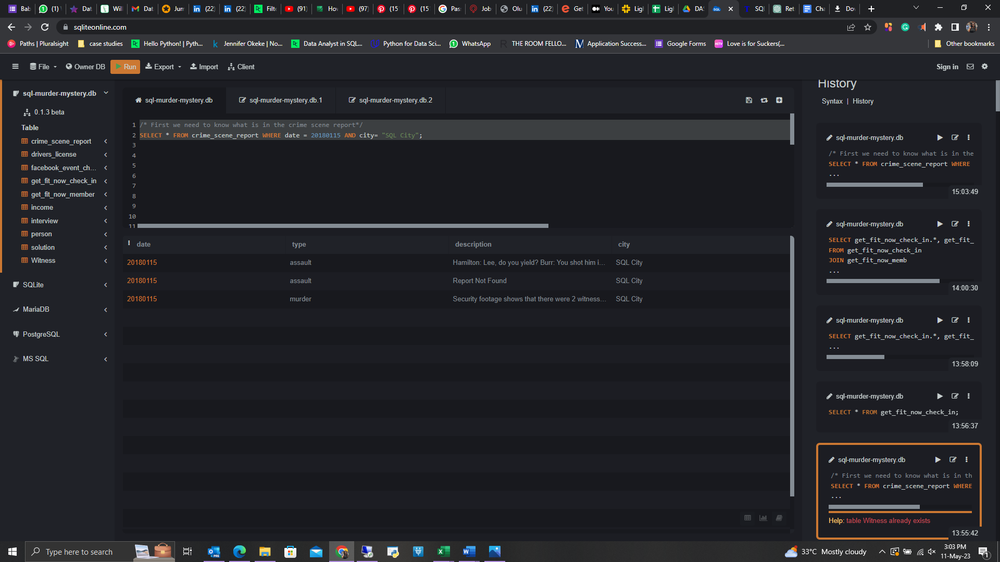 Bak (1) Dat Will Dat Jum (22) (22) Filt (91) Hov (97) (15 (15 Pas Job Olu (22) Get You Ligl Ligl DAS SQL SQ Ret Cha Dov
sqliteonline.com
Paths | Pluralsight case studies Hello Python! | Pyth... Jennifer Okeke | No... Data Analyst in SQL... Python for Data Sci... WhatsApp THE ROOM FELLO... Application Success... Google Forms Love is for Suckers(... Other bookmarks
File Owner DB Run Export Import Client Sign in
sql-murder-mystery.db
0.1.3 beta
Table
crime_scene_report
drivers_license
facebook_event_ch...
get_fit_now_check_in
get_fit_now_member
income
interview
person
solution
Witness
SQLite
MariaDB
PostgreSQL
MS SQL
sql-murder-mystery.db sql-murder-mystery.db.1 sql-murder-mystery.db.2
1 /* First we need to know what is in the crime scene report*/
2 SELECT * FROM crime_scene_report WHERE date = 20180115 AND city= "SQL City";
3
4
5
6
7
8
9
10
11
date type description city
20180115 assault Hamilton: Lee, do you yield? Burr: You shot him i... SQL City
20180115 assault Report Not Found SQL City
20180115 murder Security footage shows that there were 2 witness... SQL City
History
Syntax | History
sql-murder-mystery.db
/* First we need to know what is in the
SELECT * FROM crime_scene_report WHERE
...
15:03:49
sql-murder-mystery.db
SELECT get_fit_now_check_in.*, get_fit_
FROM get_fit_now_check_in
JOIN get_fit_now_memb
...
14:00:30
sql-murder-mystery.db
SELECT get_fit_now_check_in.*, get_fit_
...
13:58:09
sql-murder-mystery.db
SELECT * FROM get_fit_now_check_in;
13:56:37
sql-murder-mystery.db
/* First we need to know what is in th
SELECT * FROM crime_scene_report WHERE
...
Help: table Witness already exists
13:55:42
Type here to search
33°C Mostly cloudy
3:03 PM
11-May-23
1